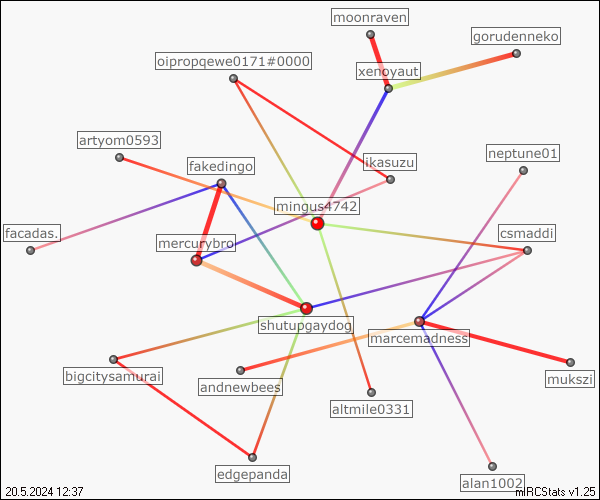 moonraven
gorudenneko
oipropqewe0171#0000
xenoyaut
artyom0593
neptune01
fakedingo
ikasuzu
mingus4742
facadas.
mercurybro
csmaddi
shutupgaydog
marcemadness
bigcitysamurai
andnewbees
mukszi
altmile0331
edgepanda
alan1002
20.5.2024 12:37
mIRCStats v1.25